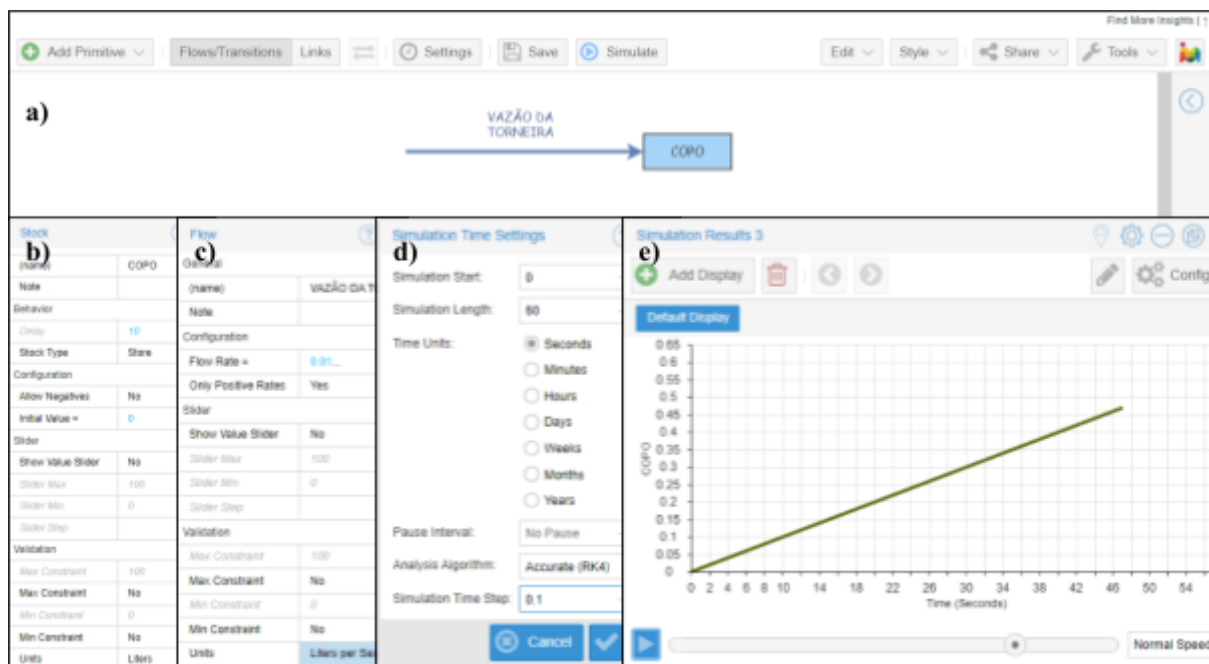 Find More Insights |
Add Primitive Flows/Transitions Links Settings Save Simulate Edit Style Share Tools
a)
VAZÃO DA
TORNEIRA
COPO
Stock
b)
(name) COPO
Note
Behavior
Delay 10
Stock Type Store
Configuration
Allow Negatives No
Initial Value = 0
Slider
Show Value Slider No
Slider Max 100
Slider Min 0
Slider Step
Validation
Max Constraint 100
Max Constraint No
Min Constraint 0
Min Constraint No
Units Liters
Flow
c)
General
(name) VAZÃO DA T
Note
Configuration
Flow Rate = 0.01...
Only Positive Rates Yes
Slider
Show Value Slider No
Slider Max 100
Slider Min 0
Slider Step
Validation
Max Constraint 100
Max Constraint No
Min Constraint 0
Min Constraint No
Units Liters per Se
Simulation Time Settings
d)
Simulation Start: 0
Simulation Length: 60
Time Units: Seconds
Minutes
Hours
Days
Weeks
Months
Years
Pause Interval: No Pause
Analysis Algorithm: Accurate (RK4)
Simulation Time Step: 0.1
Cancel
Simulation Results 3
e)
Add Display Config
Default Display
0.65
0.6
0.55
0.5
0.45
0.4
0.35
0.3
0.25
0.2
0.15
0.1
0.05
0
COPO
0 2 4 6 8 10 14 18 22 26 30 34 38 42 46 50 54
Time (Seconds)
Normal Speed